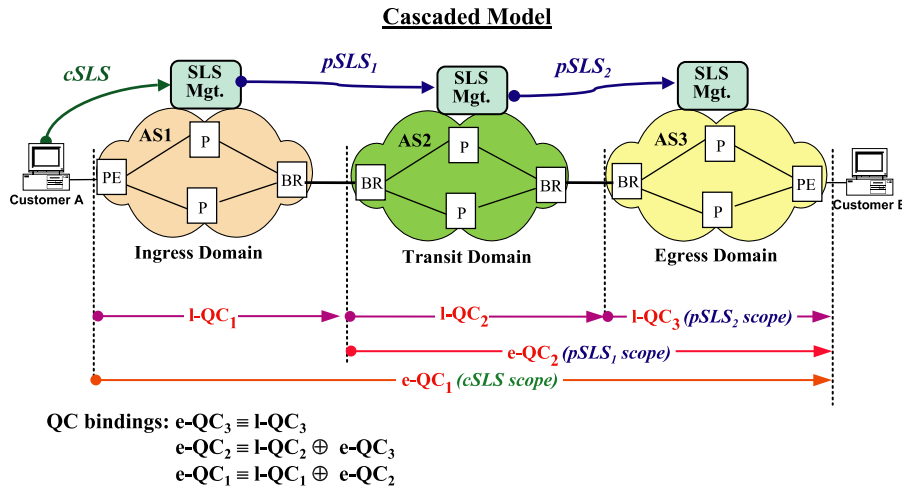 Cascaded Model
cSLS
SLS Mgt.
pSLS1
SLS Mgt.
pSLS2
SLS Mgt.
AS1
P
PE
P
BR
AS2
P
BR
P
BR
AS3
P
BR
P
PE
Customer A
Customer B
Ingress Domain
Transit Domain
Egress Domain
l-QC1
l-QC2
l-QC3 (pSLS2 scope)
e-QC2 (pSLS1 scope)
e-QC1 (cSLS scope)
QC bindings: e-QC3 ≡ l-QC3
e-QC2 ≡ l-QC2 ⊕ e-QC3
e-QC1 ≡ l-QC1 ⊕ e-QC2